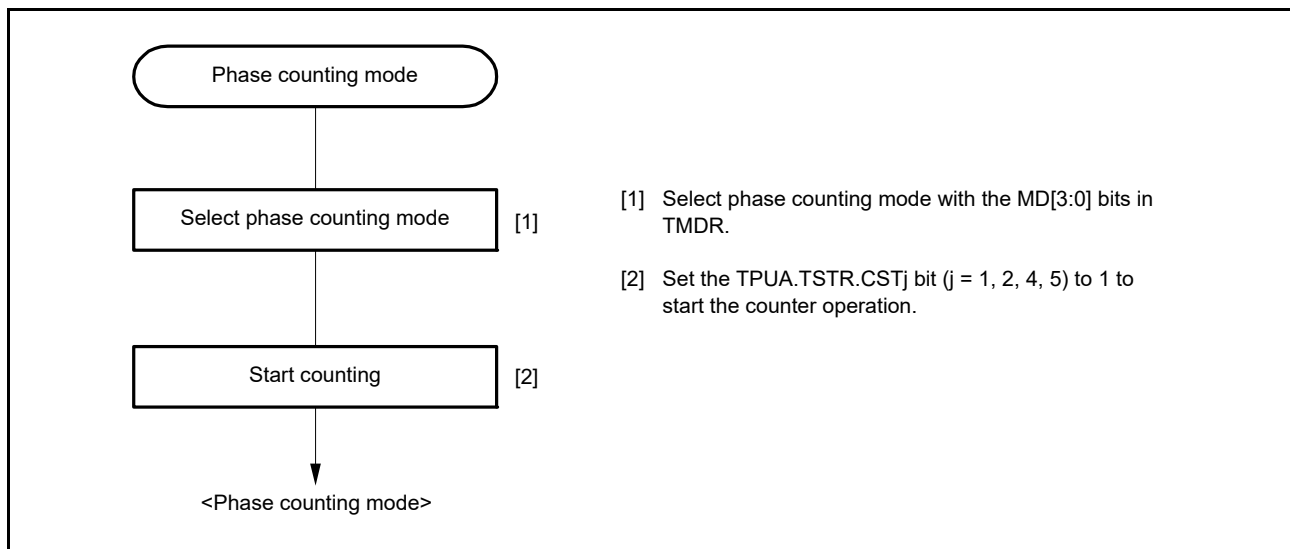 Phase counting mode
Select phase counting mode
[1]
Start counting
[2]
<Phase counting mode>
[1] Select phase counting mode with the MD[3:0] bits in
TMDR.
[2] Set the TPUA.TSTR.CSTj bit (j = 1, 2, 4, 5) to 1 to
start the counter operation.